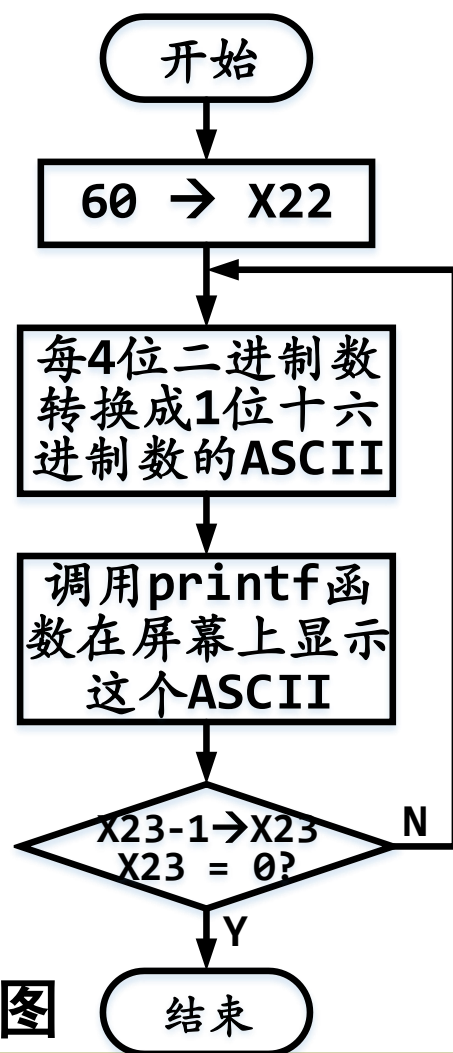 开始
60 → X22
每4位二进制数
转换成1位十六
进制数的ASCII
调用printf函
数在屏幕上显示
这个ASCII
X23-1→X23
X23 = 0?
N
Y
图
结束